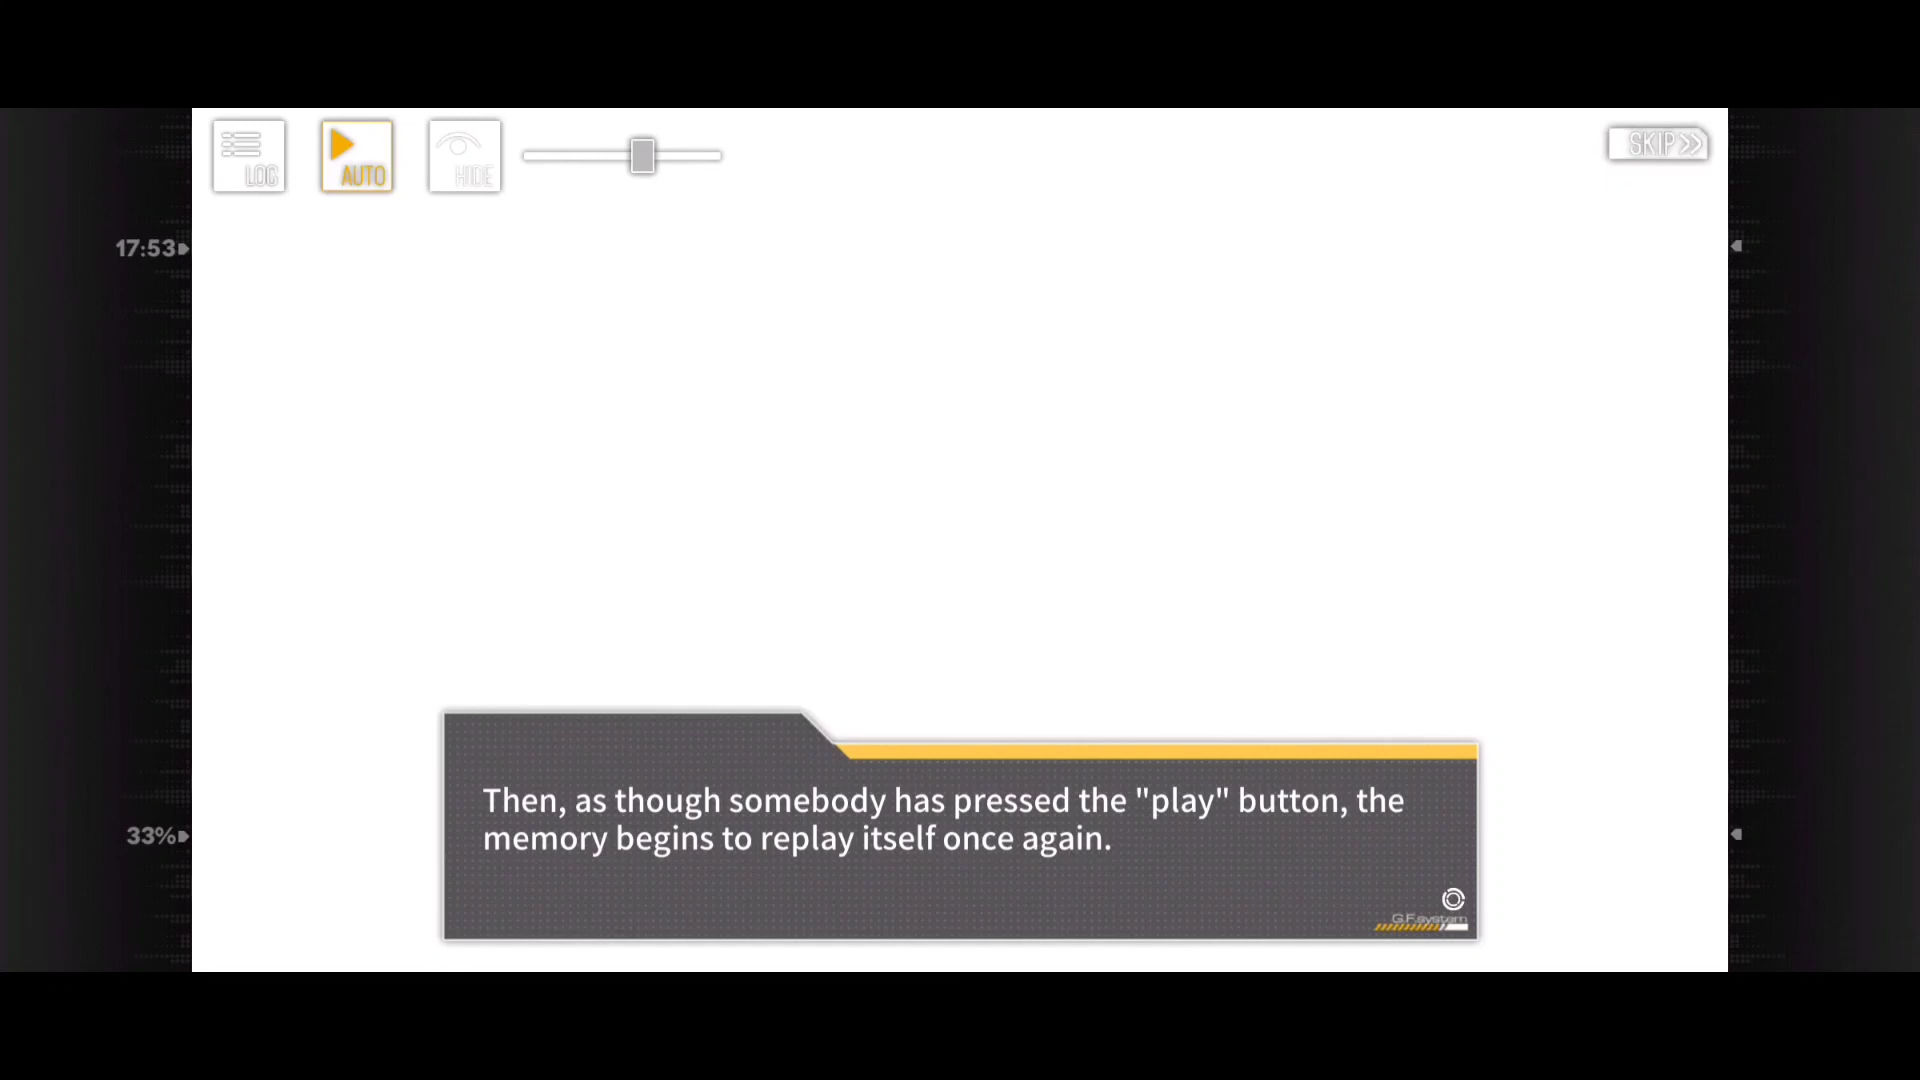 LOG
AUTO
HIDE
SKIP
17:53
33%
Then, as though somebody has pressed the "play" button, the
memory begins to replay itself once again.
G.F.system